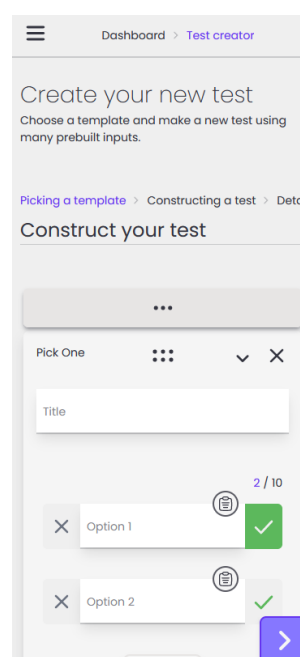 Dashboard > Test creator
Create your new test
Choose a template and make a new test using
many prebuilt inputs.
Picking a template > Constructing a test >
Construct your test
Pick One
Title
2 / 10
Option 1
Option 2